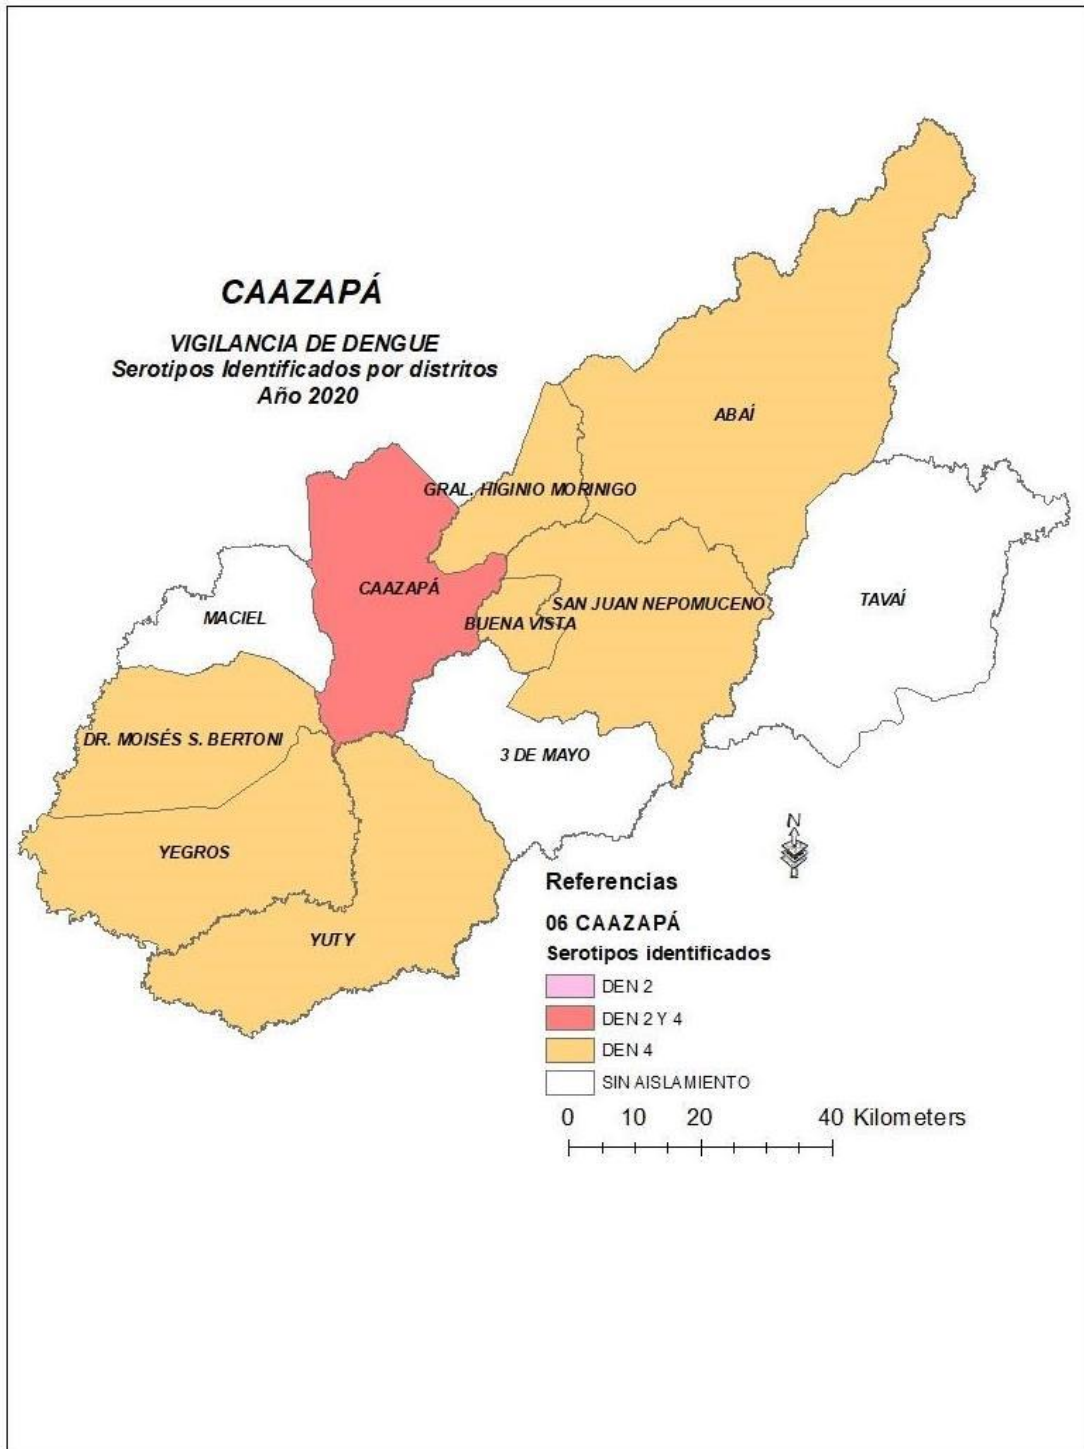 CAAZAPÁ
VIGILANCIA DE DENGUE
Serotipos Identificados por distritos
Año 2020
ABAÍ
GRAL. HIGINIO MORINIGO
CAAZAPÁ
SAN JUAN NEPOMUCENO
TAVAÍ
MACIEL
BUENA VISTA
DR. MOISÉS S. BERTONI
3 DE MAYO
YEGROS
YUTY
N
Referencias
06 CAAZAPÁ
Serotipos identificados
DEN 2
DEN 2 Y 4
DEN 4
SIN AISLAMIENTO
0 10 20 40 Kilometers